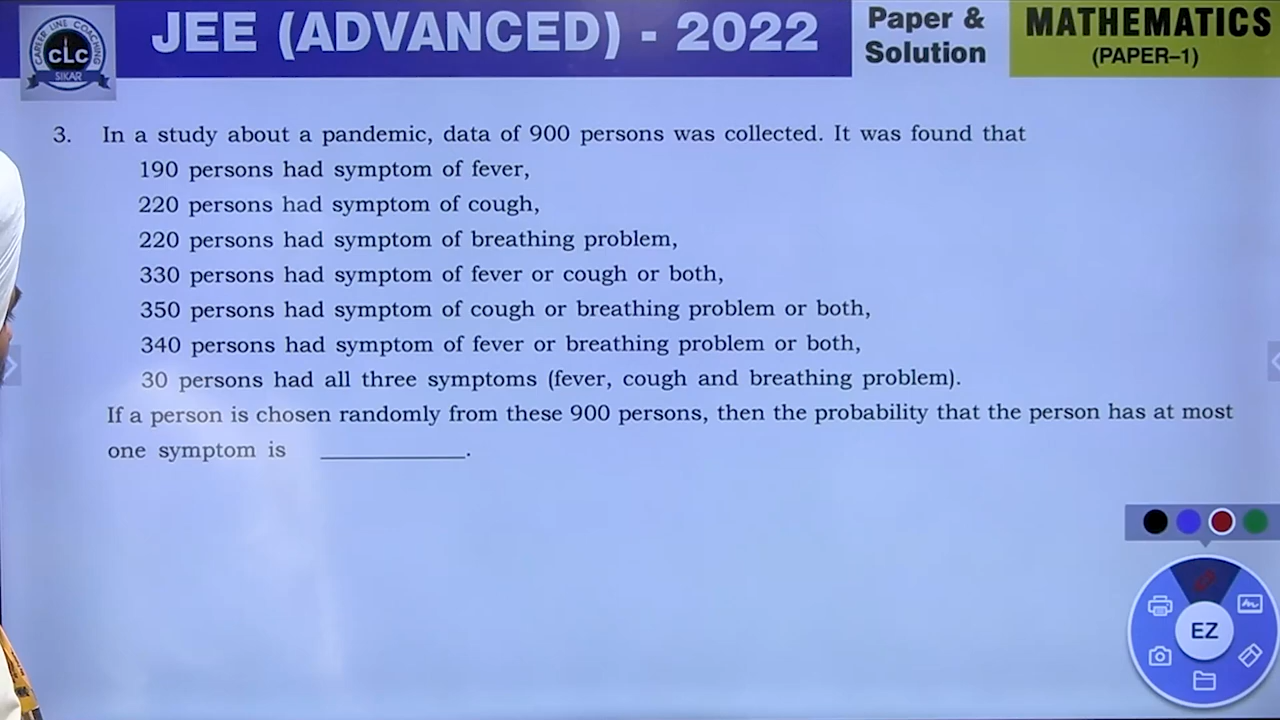 CAREER LINE COACHING
CLC
SIKAR
JEE (ADVANCED) - 2022
Paper &
Solution
MATHEMATICS
(PAPER–1)
3. In a study about a pandemic, data of 900 persons was collected. It was found that
190 persons had symptom of fever,
220 persons had symptom of cough,
220 persons had symptom of breathing problem,
330 persons had symptom of fever or cough or both,
350 persons had symptom of cough or breathing problem or both,
340 persons had symptom of fever or breathing problem or both,
30 persons had all three symptoms (fever, cough and breathing problem).
If a person is chosen randomly from these 900 persons, then the probability that the person has at most
one symptom is __________.
EZ